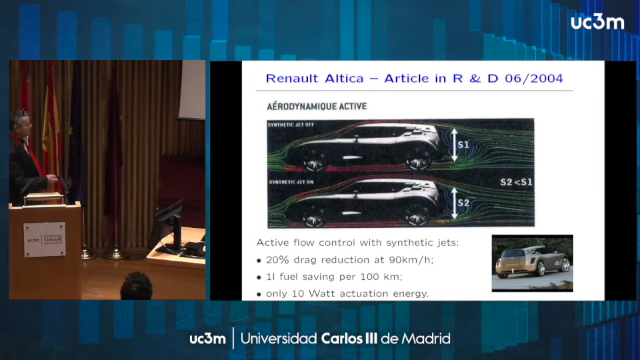 uc3m
Renault Altica – Article in R & D 06/2004
AÉRODYNAMIQUE ACTIVE
SYNTHETIC JET OFF
S1
SYNTHETIC JET ON
S2<S1
S2
Active flow control with synthetic jets:
• 20% drag reduction at 90km/h;
• 1l fuel saving per 100 km;
• only 10 Watt actuation energy.
uc3m
uc3m | Universidad Carlos III de Madrid